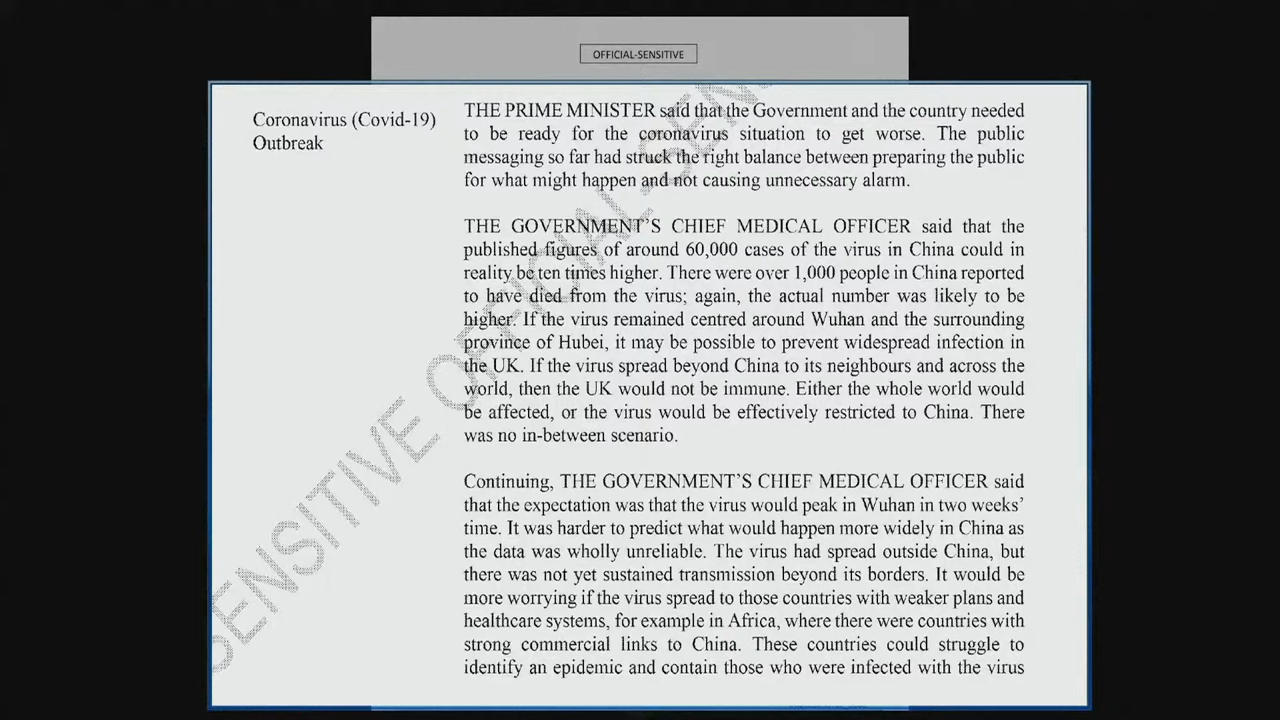 OFFICIAL-SENSITIVE
Coronavirus (Covid-19)
Outbreak
THE PRIME MINISTER said that the Government and the country needed
to be ready for the coronavirus situation to get worse. The public
messaging so far had struck the right balance between preparing the public
for what might happen and not causing unnecessary alarm.
THE GOVERNMENT'S CHIEF MEDICAL OFFICER said that the
published figures of around 60,000 cases of the virus in China could in
reality be ten times higher. There were over 1,000 people in China reported
to have died from the virus; again, the actual number was likely to be
higher. If the virus remained centred around Wuhan and the surrounding
province of Hubei, it may be possible to prevent widespread infection in
the UK. If the virus spread beyond China to its neighbours and across the
world, then the UK would not be immune. Either the whole world would
be affected, or the virus would be effectively restricted to China. There
was no in-between scenario.
Continuing, THE GOVERNMENT'S CHIEF MEDICAL OFFICER said
that the expectation was that the virus would peak in Wuhan in two weeks'
time. It was harder to predict what would happen more widely in China as
the data was wholly unreliable. The virus had spread outside China, but
there was not yet sustained transmission beyond its borders. It would be
more worrying if the virus spread to those countries with weaker plans and
healthcare systems, for example in Africa, where there were countries with
strong commercial links to China. These countries could struggle to
identify an epidemic and contain those who were infected with the virus
SENSITIVE OFFICIAL-SEN